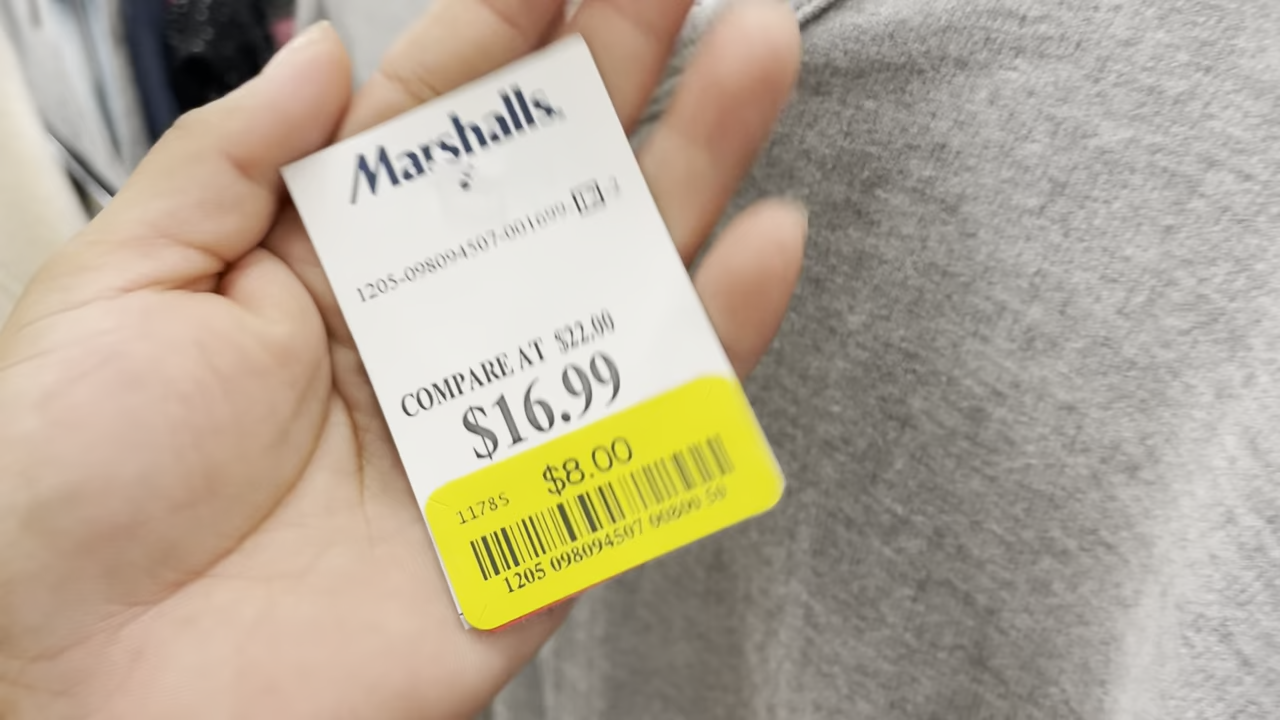 Marshalls.
1205-098094507-001699-
COMPARE AT $22.00
$16.99
$8.00
11785
1205 098094507